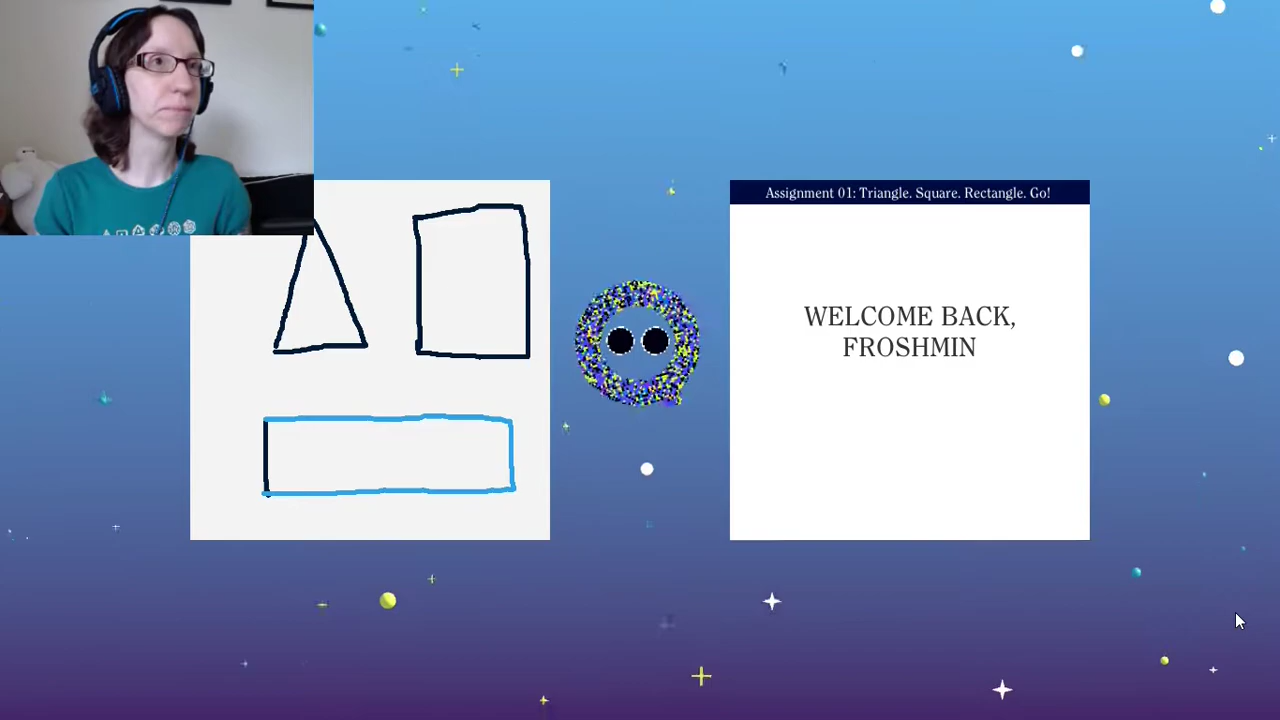 Assignment 01: Triangle. Square. Rectangle. Go!
WELCOME BACK,
FROSHMIN